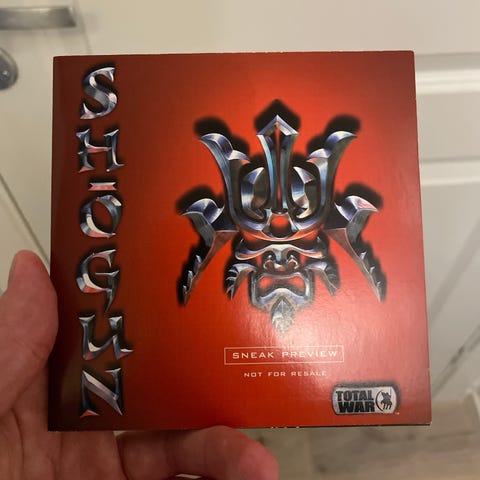 SHOGUN
SNEAK PREVIEW
NOT FOR RESALE
TOTAL
WAR